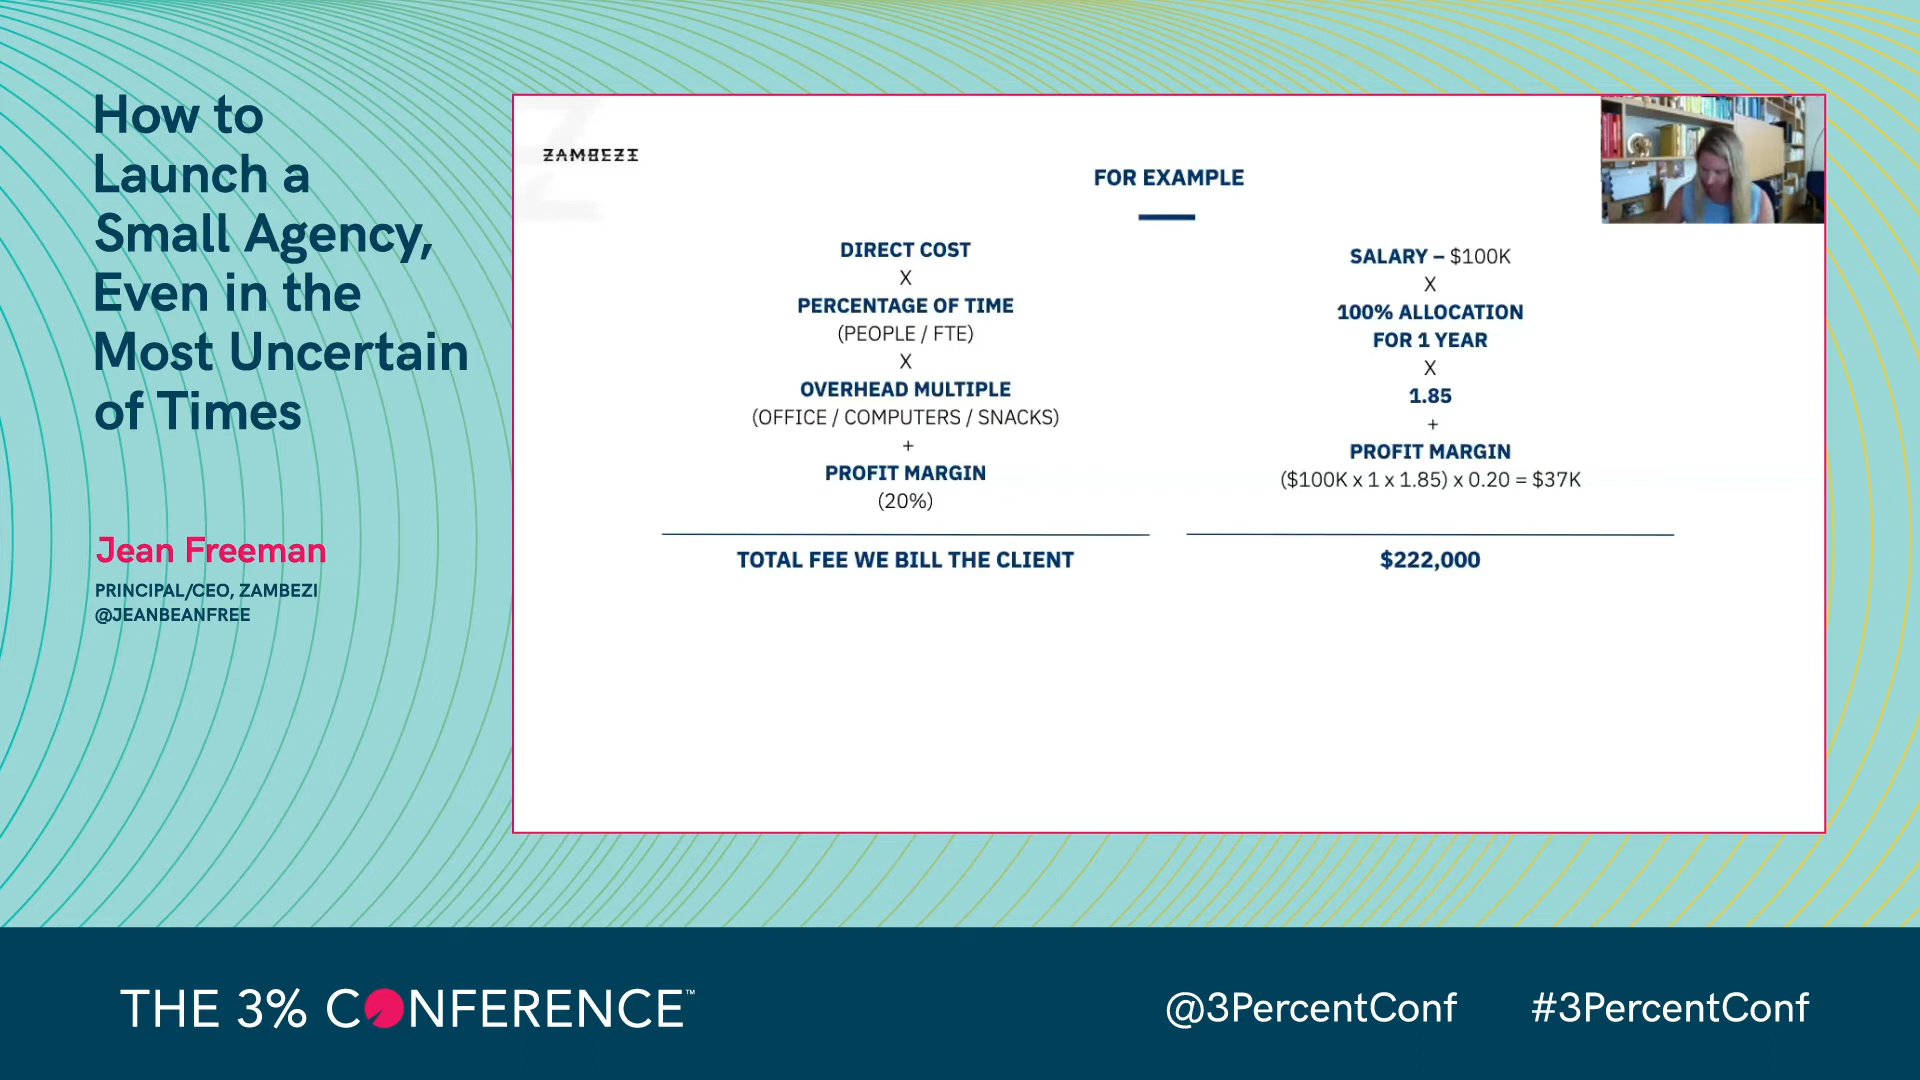 How to
Launch a
Small Agency,
Even in the
Most Uncertain
of Times
Jean Freeman
PRINCIPAL/CEO, ZAMBEZI
@JEANBEANFREE
ZAMBEZI
FOR EXAMPLE
DIRECT COST
X
PERCENTAGE OF TIME
(PEOPLE / FTE)
X
OVERHEAD MULTIPLE
(OFFICE / COMPUTERS / SNACKS)
+
PROFIT MARGIN
(20%)
TOTAL FEE WE BILL THE CLIENT
SALARY – $100K
X
100% ALLOCATION
FOR 1 YEAR
X
1.85
+
PROFIT MARGIN
($100K x 1 x 1.85) x 0.20 = $37K
$222,000
THE 3% CONFERENCE™
@3PercentConf
#3PercentConf